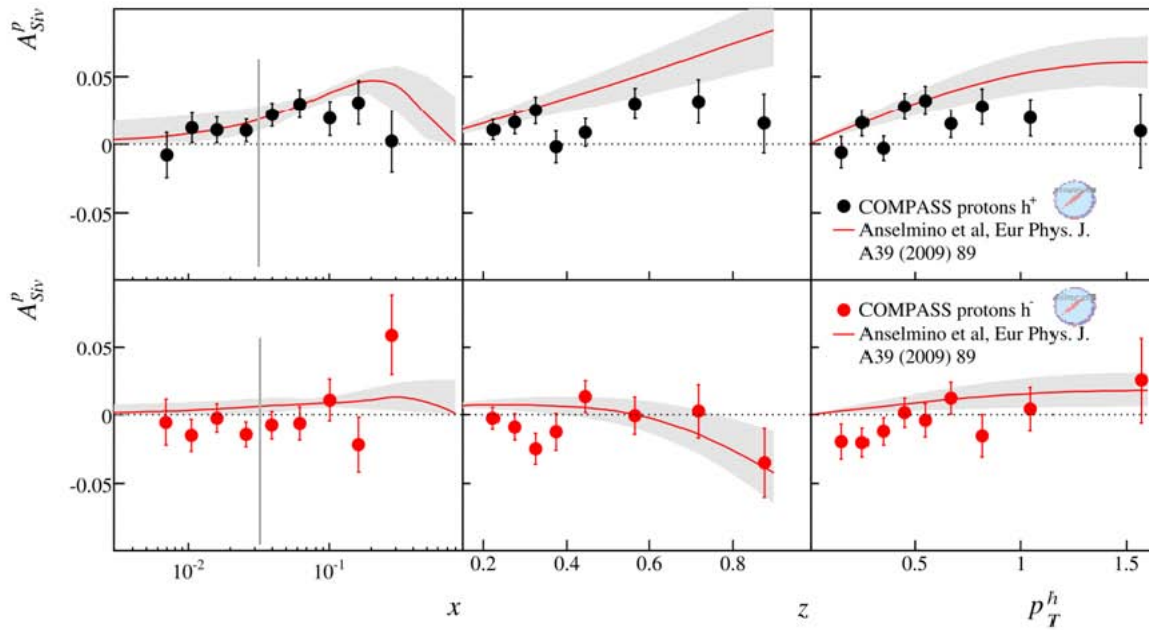 A^p_Siv
0.05
0
-0.05
COMPASS protons h⁺
Anselmino et al, Eur Phys. J.
A39 (2009) 89
A^p_Siv
0.05
0
-0.05
COMPASS protons h⁻
Anselmino et al, Eur Phys. J.
A39 (2009) 89
10⁻² 10⁻¹ 0.2 0.4 0.6 0.8 0.5 1 1.5
x z p^h_T